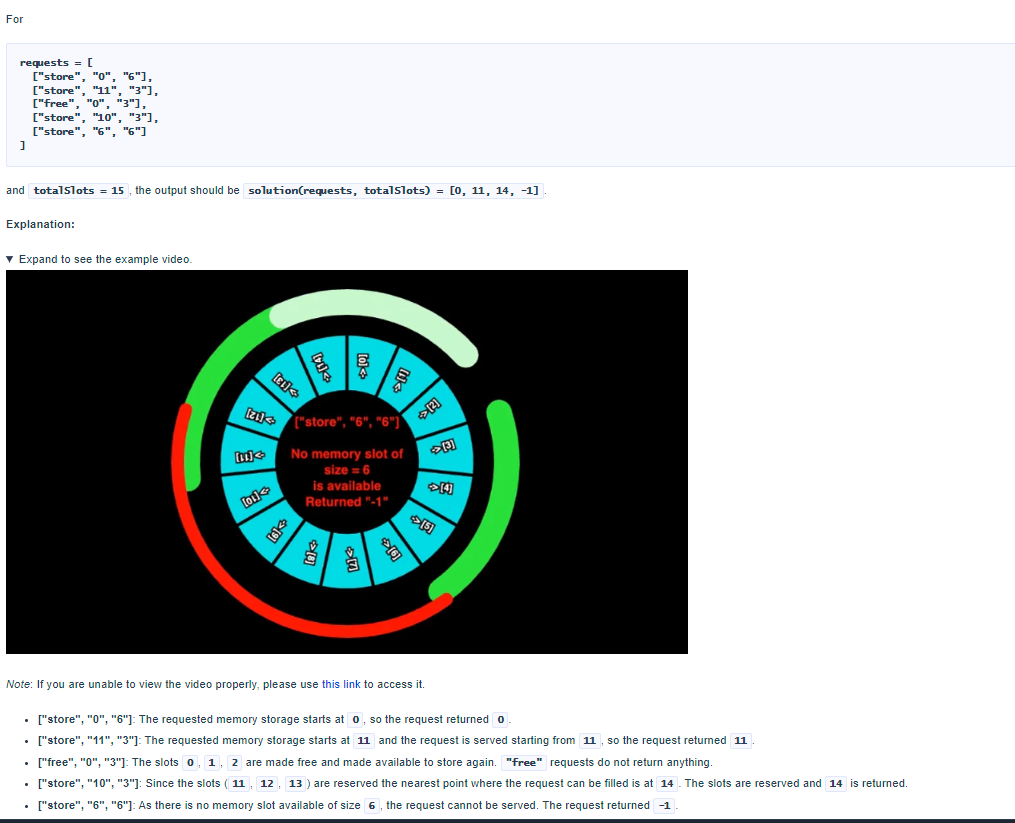 For
requests = [
["store", "0", "6"],
["store", "11", "3"],
["free", "0", "3"],
["store", "10", "3"],
["store", "6", "6"]
]
and totalSlots = 15 , the output should be solution(requests, totalSlots) = [0, 11, 14, -1] .
Explanation:
▼ Expand to see the example video.
[0]
[1]
[2]
[3]
[4]
[5]
[6]
[7]
[8]
[9]
[10]
[11]
[12]
[13]
[14]
["store", "6", "6"]
No memory slot of
size = 6
is available
Returned "-1"
Note: If you are unable to view the video properly, please use this link to access it.
• ["store", "0", "6"]: The requested memory storage starts at 0 , so the request returned 0 .
• ["store", "11", "3"]: The requested memory storage starts at 11 and the request is served starting from 11 , so the request returned 11 .
• ["free", "0", "3"]: The slots 0 , 1 , 2 are made free and made available to store again. "free" requests do not return anything.
• ["store", "10", "3"]: Since the slots ( 11 , 12 , 13 ) are reserved the nearest point where the request can be filled is at 14 . The slots are reserved and 14 is returned.
• ["store", "6", "6"]: As there is no memory slot available of size 6 , the request cannot be served. The request returned -1 .